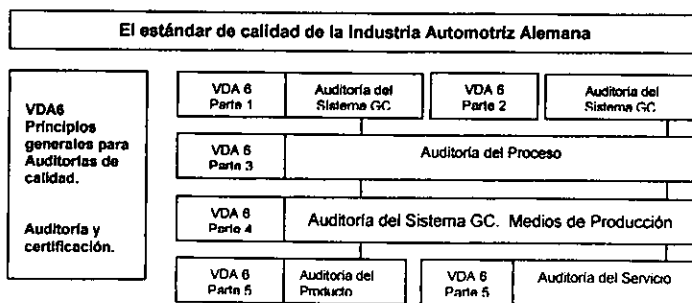 El estándar de calidad de la Industria Automotriz Alemana
VDA6
Principios
generales para
Auditorías de
calidad.
Auditoría y
certificación.
VDA 6
Parte 1
Auditoría del
Sistema GC
VDA 6
Parte 2
Auditoría del
Sistema GC
VDA 6
Parte 3
Auditoría del Proceso
VDA 6
Parte 4
Auditoría del Sistema GC. Medios de Producción
VDA 6
Parte 5
Auditoría del
Producto
VDA 6
Parte 5
Auditoría del Servicio